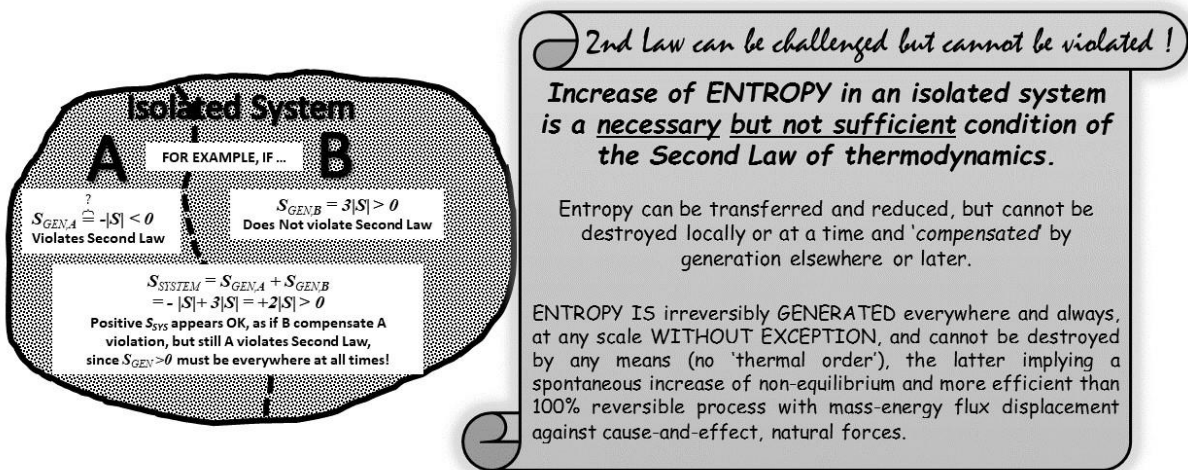 Isolated System
A
B
FOR EXAMPLE, IF ...
?
S_GEN,A ≙ -|S| < 0
Violates Second Law
S_GEN,B = 3|S| > 0
Does Not violate Second Law
S_SYSTEM = S_GEN,A + S_GEN,B
= - |S|+ 3|S| = +2|S| > 0
Positive S_SYS appears OK, as if B compensate A
violation, but still A violates Second Law,
since S_GEN >0 must be everywhere at all times!
2nd Law can be challenged but cannot be violated !
Increase of ENTROPY in an isolated system
is a necessary but not sufficient condition of
the Second Law of thermodynamics.
Entropy can be transferred and reduced, but cannot be
destroyed locally or at a time and 'compensated' by
generation elsewhere or later.
ENTROPY IS irreversibly GENERATED everywhere and always,
at any scale WITHOUT EXCEPTION, and cannot be destroyed
by any means (no 'thermal order'), the latter implying a
spontaneous increase of non-equilibrium and more efficient than
100% reversible process with mass-energy flux displacement
against cause-and-effect, natural forces.